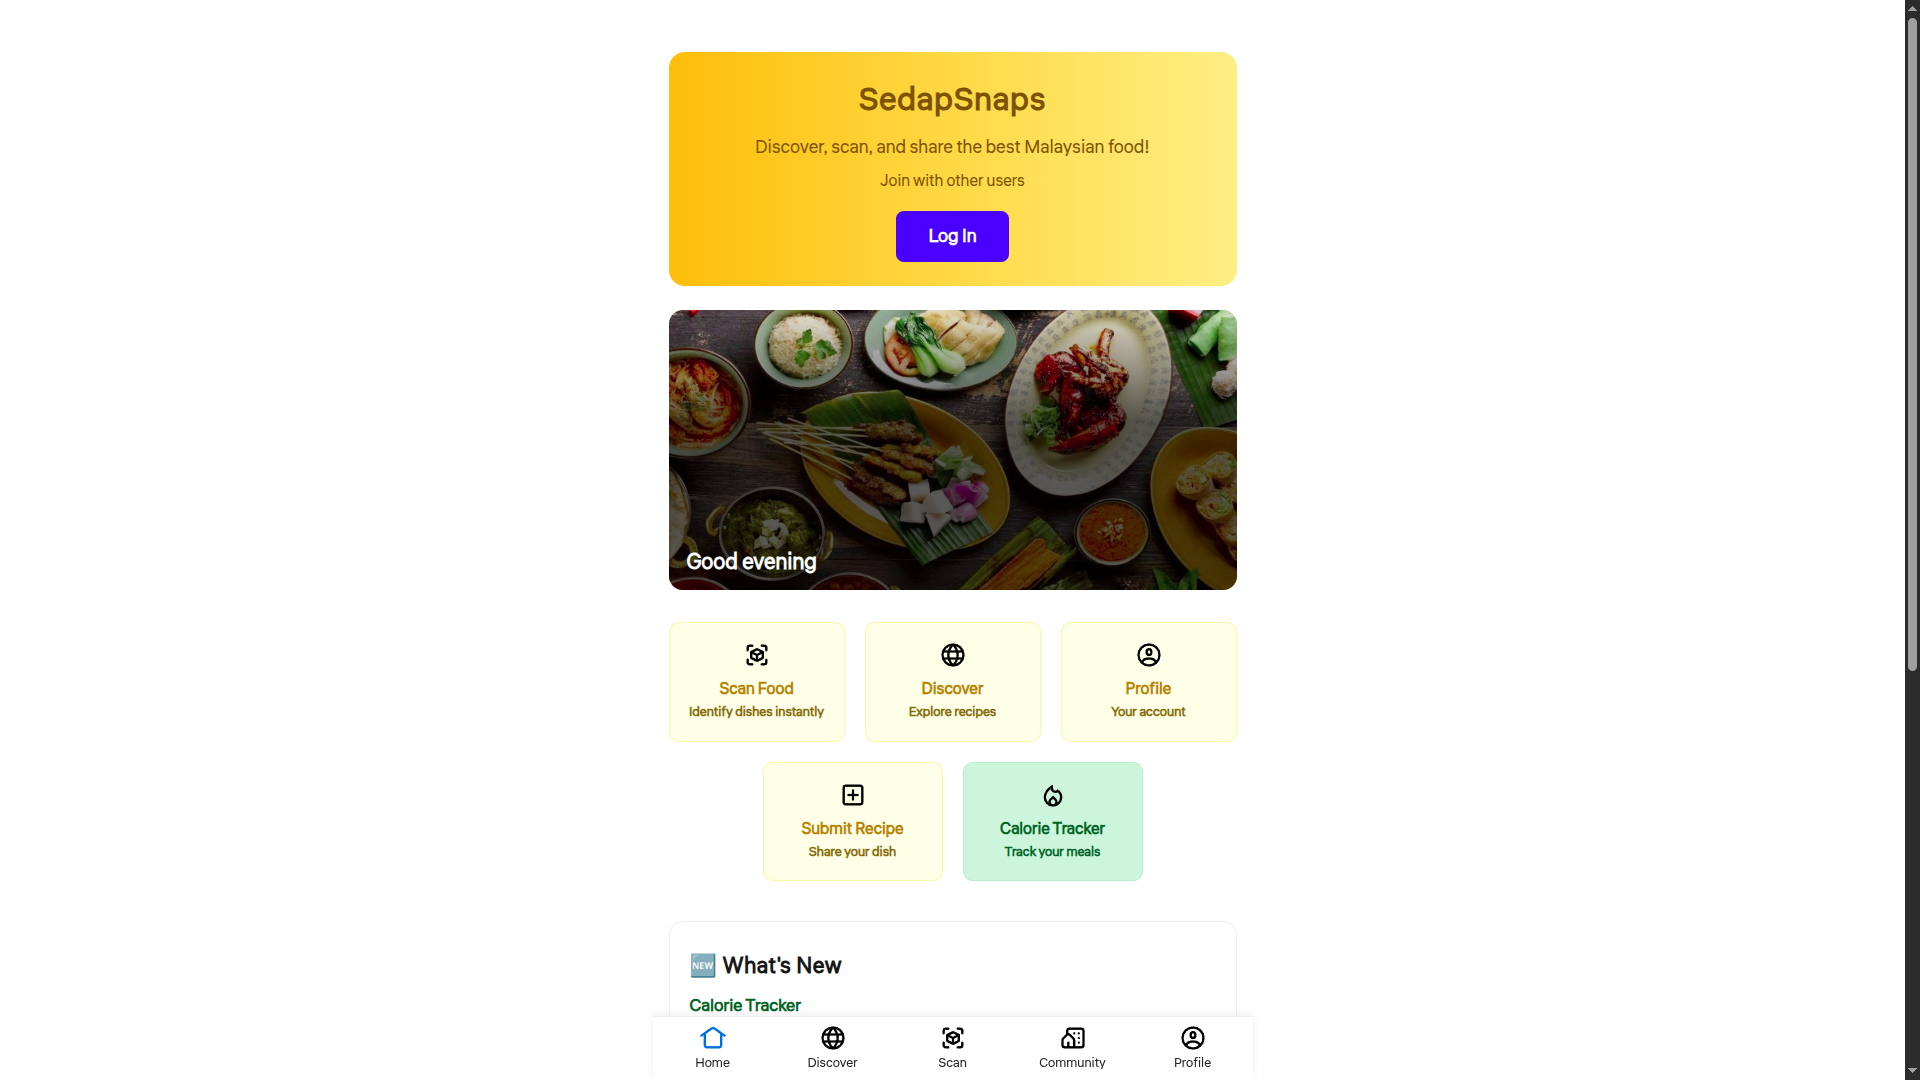 SedapSnaps
Discover, scan, and share the best Malaysian food!
Join with other users
Log In
Good evening
Scan Food
Identify dishes instantly
Discover
Explore recipes
Profile
Your account
Submit Recipe
Share your dish
Calorie Tracker
Track your meals
🆕 What's New
Calorie Tracker
Home
Discover
Scan
Community
Profile